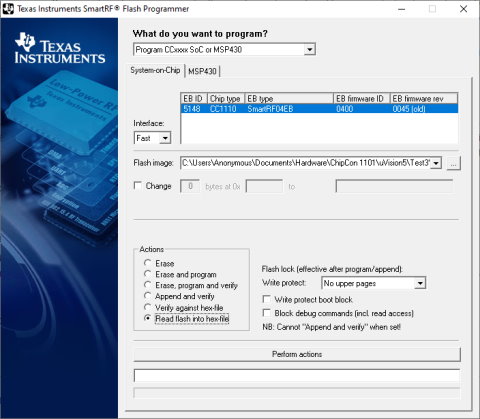 Texas Instruments SmartRF® Flash Programmer
TEXAS
INSTRUMENTS
Low-Power RF
Texas Instruments
What do you want to program?
Program CCxxxx SoC or MSP430
System-on-Chip MSP430
EB ID Chip type EB type EB firmware ID EB firmware rev
5148 CC1110 SmartRF04EB 0400 0045 (old)
Interface:
Fast
Flash image: C:\Users\Anonymous\Documents\Hardware\ChipCon 1101\uVision5\Test3\ ...
Change 0 bytes at 0x to
Actions
Erase
Erase and program
Erase, program and verify
Append and verify
Verify against hex-file
Read flash into hex-file
Flash lock (effective after program/append):
Write protect: No upper pages
Write protect boot block
Block debug commands (incl. read access)
NB: Cannot "Append and verify" when set!
Perform actions